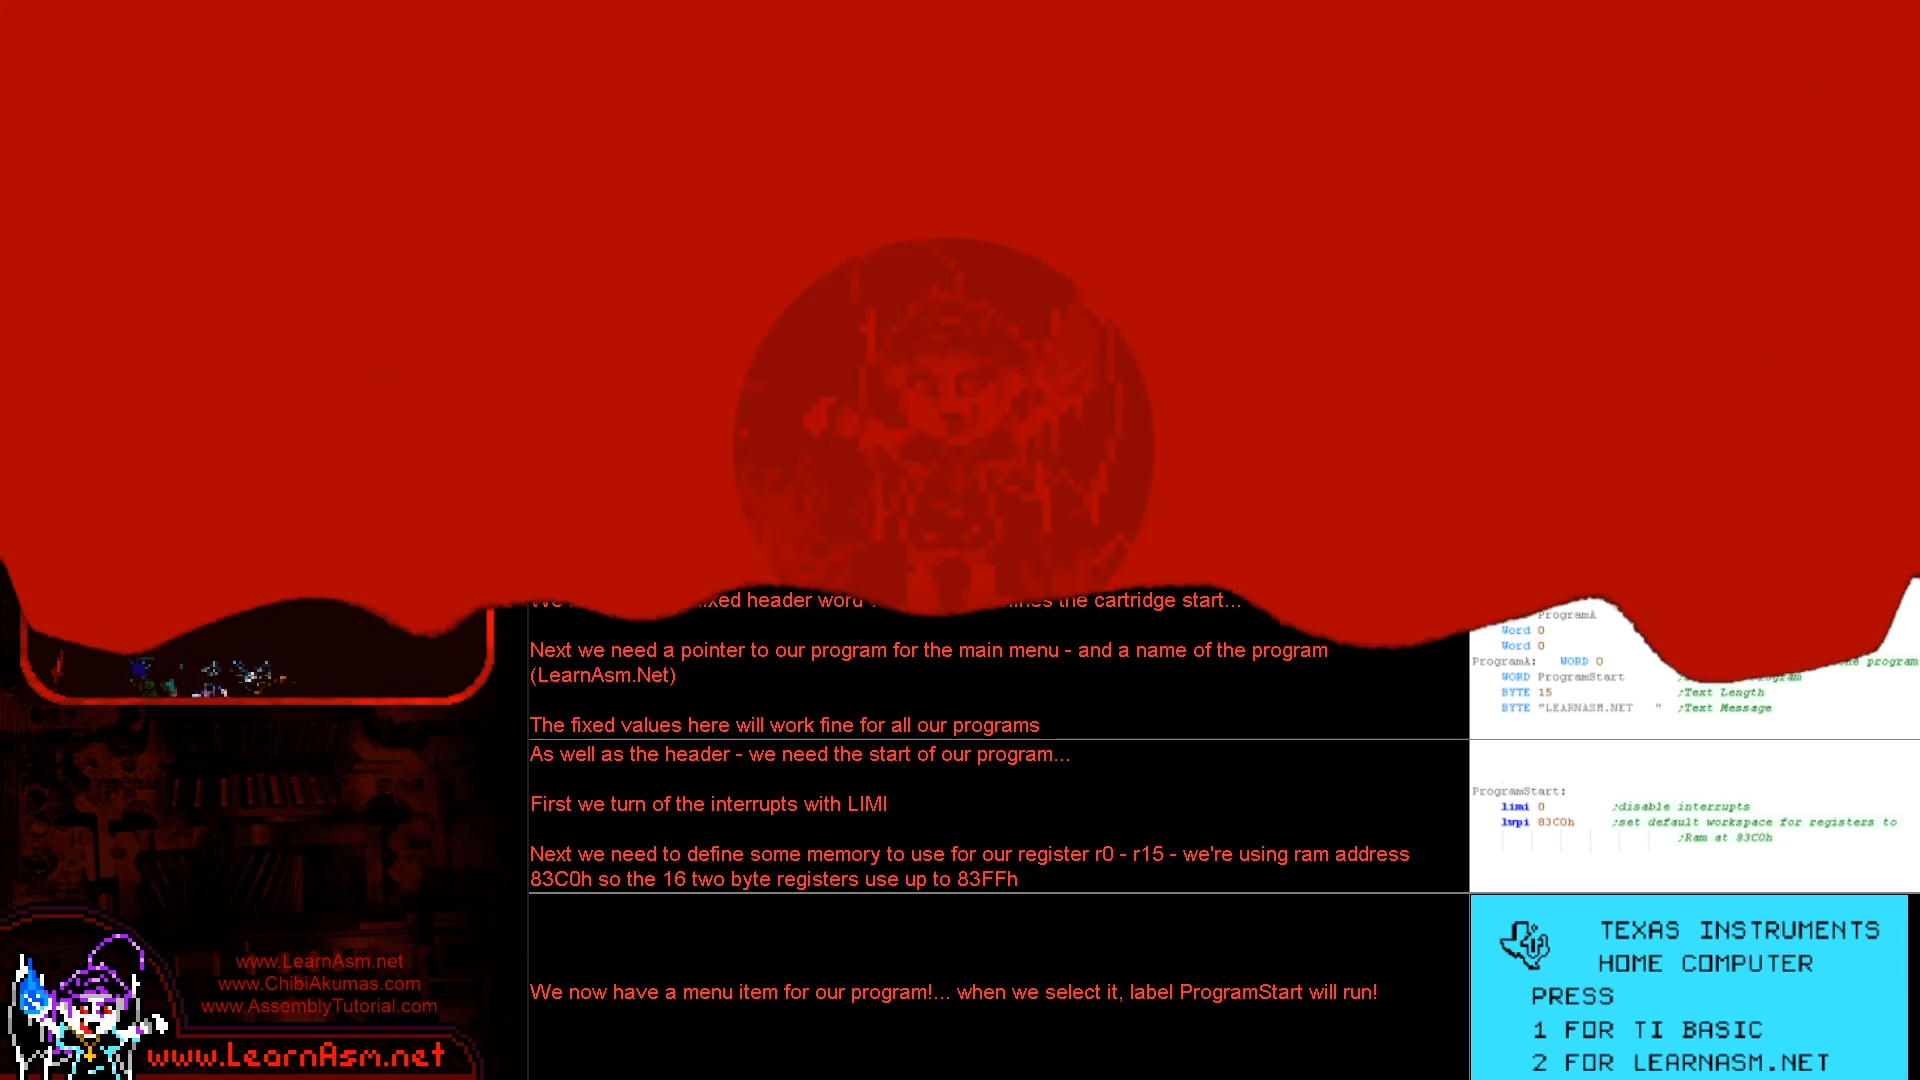 fixed header word
the cartridge start...
Next we need a pointer to our program for the main menu - and a name of the program
(LearnAsm.Net)
The fixed values here will work fine for all our programs
As well as the header - we need the start of our program...
First we turn of the interrupts with LIMI
Next we need to define some memory to use for our register r0 - r15 - we're using ram address
83C0h so the 16 two byte registers use up to 83FFh
We now have a menu item for our program!... when we select it, label ProgramStart will run!
ProgramA
Word 0
Word 0
ProgramA: WORD 0 program
WORD ProgramStart
BYTE 15 ;Text Length
BYTE "LEARNASM.NET " ;Text Message
ProgramStart:
limi 0 ;disable interrupts
lwpi 83C0h ;set default workspace for registers to
;Ram at 83C0h
TEXAS INSTRUMENTS
HOME COMPUTER
PRESS
1 FOR TI BASIC
2 FOR LEARNASM.NET
www.LearnAsm.net
www.ChibiAkumas.com
www.AssemblyTutorial.com
www.LearnAsm.net